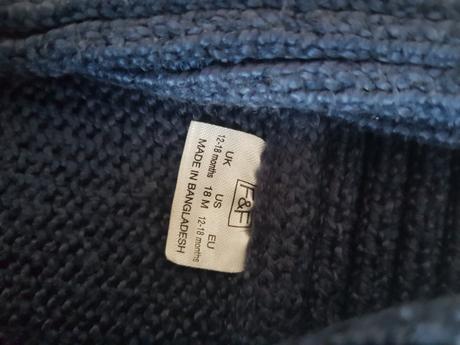 F&F
UK US EU
12-18 months 18 M 12-18 months
MADE IN BANGLADESH